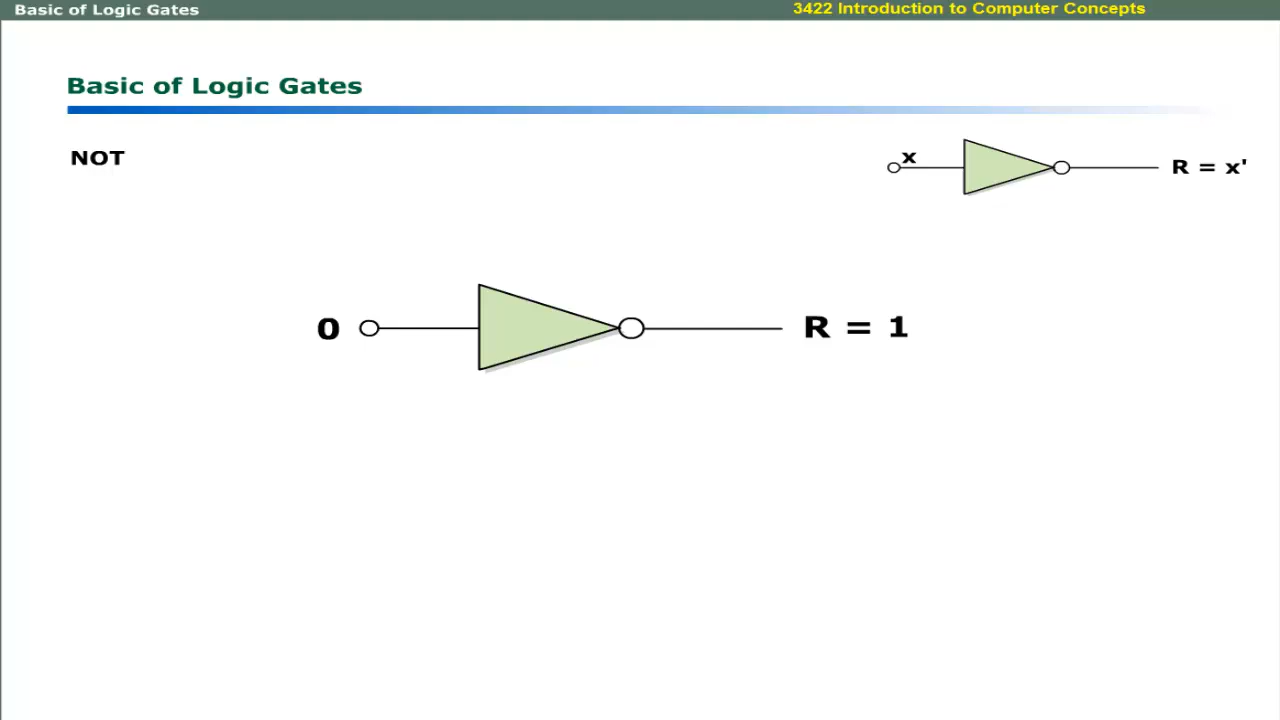 Basic of Logic Gates
3422 Introduction to Computer Concepts
Basic of Logic Gates
NOT
x
R = x'
0
R = 1